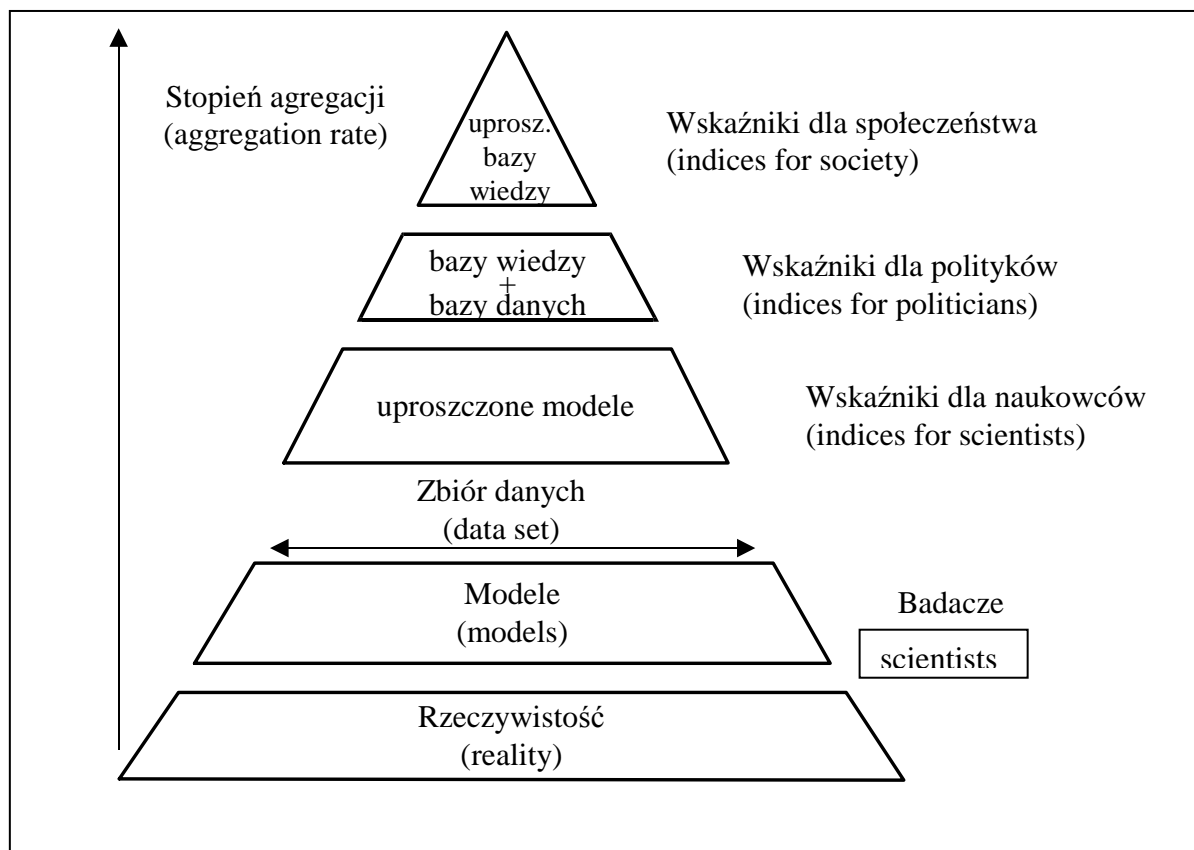 Stopień agregacji
(aggregation rate)
uprosz.
bazy
wiedzy
Wskaźniki dla społeczeństwa
(indices for society)
bazy wiedzy
+
bazy danych
Wskaźniki dla polityków
(indices for politicians)
uproszczone modele
Wskaźniki dla naukowców
(indices for scientists)
Zbiór danych
(data set)
Modele
(models)
Badacze
scientists
Rzeczywistość
(reality)